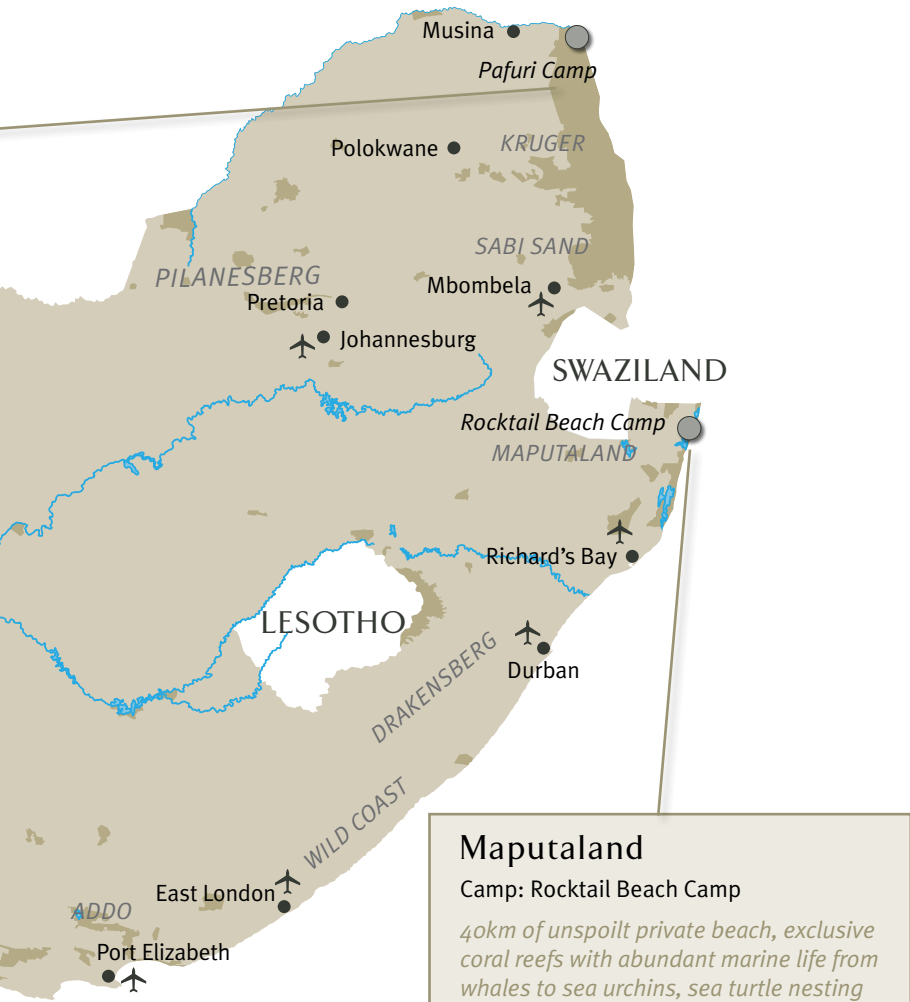 Musina
Pafuri Camp
Polokwane
KRUGER
SABI SAND
PILANESBERG
Mbombela
Pretoria
Johannesburg
SWAZILAND
Rocktail Beach Camp
MAPUTALAND
Richard's Bay
LESOTHO
DRAKENSBERG
Durban
WILD COAST
East London
ADDO
Port Elizabeth
Maputaland
Camp: Rocktail Beach Camp
40km of unspoilt private beach, exclusive
coral reefs with abundant marine life from
whales to sea urchins, sea turtle nesting